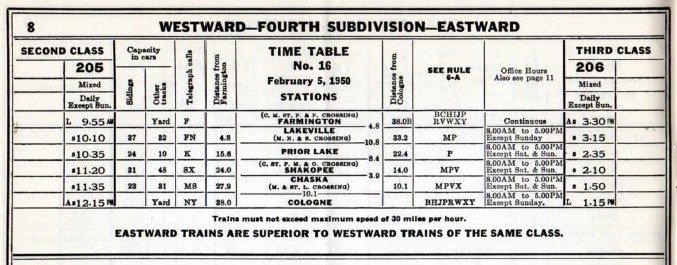 8 WESTWARD—FOURTH SUBDIVISION—EASTWARD
SECOND CLASS Capacity in cars Telegraph calls Distance from Farmington TIME TABLE No. 16 February 5, 1950 STATIONS Distance from Cologne SEE RULE 6-A Office Hours Also see page 11 THIRD CLASS
205 Sidings Other tracks 206
Mixed Mixed
Daily Except Sun. Daily Except Sun.
(C. M. ST. P. & P. CROSSING)
L 9.55 AM Yard F FARMINGTON 38.0B BCHIJP RVWXY Continuous As 3.30 PM
4.8
s10.10 37 32 FN 4.8 LAKEVILLE (M. N. & S. CROSSING) 33.2 MP 8.00AM to 5.00PM Except Sunday s 3.15
10.8
s10.35 24 10 K 15.6 PRIOR LAKE 22.4 P 8.00AM to 5.00PM Except Sat. & Sun. s 2.35
8.4
(C. ST. P. M. & O. CROSSING)
s11.20 31 48 SX 24.0 SHAKOPEE 14.0 MPV 8.00AM to 5.00PM Except Sat. & Sun. s 2.10
3.9
s11.35 23 31 MS 27.9 CHASKA (M. & ST. L. CROSSING) 10.1 MPVX 8.00AM to 5.00PM Except Sat. & Sun. s 1.50
10.1
As12.15 PM Yard NY 38.0 COLOGNE BHJPRWXY 8.00AM to 5.00PM Except Sunday. L 1.15 PM
Trains must not exceed maximum speed of 30 miles per hour.
EASTWARD TRAINS ARE SUPERIOR TO WESTWARD TRAINS OF THE SAME CLASS.